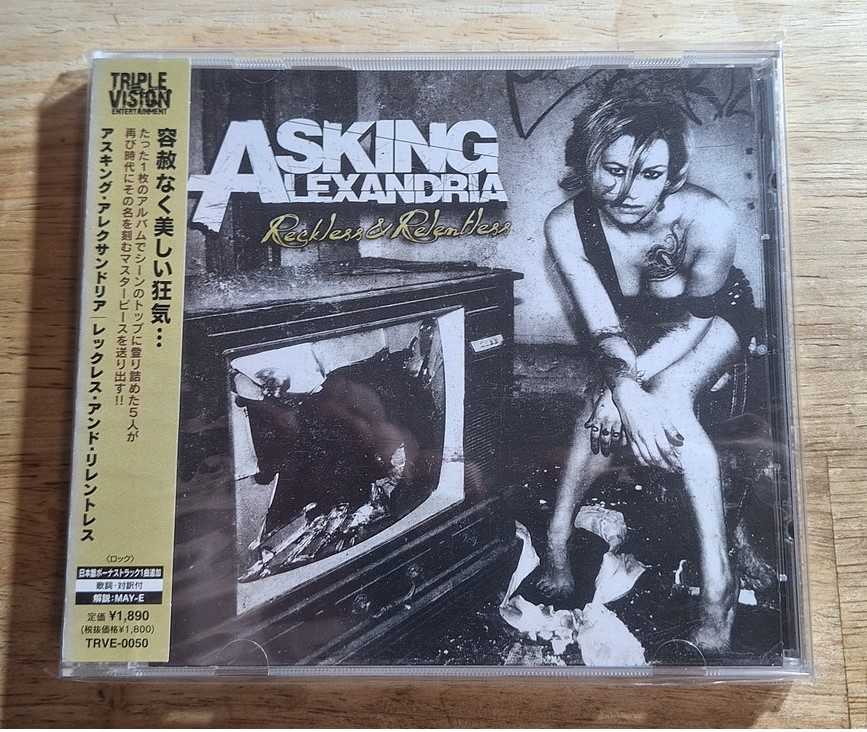 TRIPLE
VISION
ENTERTAINMENT
容赦なく美しい狂気…
たった1枚のアルバムでシーンのトップに登り詰めた5人が
再び時代にその名を刻むマスターピースを送り出す!!
アスキング・アレクサンドリア｜レックレス・アンド・リレントレス
〈ロック〉
日本盤ボーナストラック1曲追加
歌詞・対訳付
解説:MAY-E
定価 ¥1,890
(税抜価格¥1,800)
TRVE-0050
ASKING
ALEXANDRIA
Reckless & Relentless